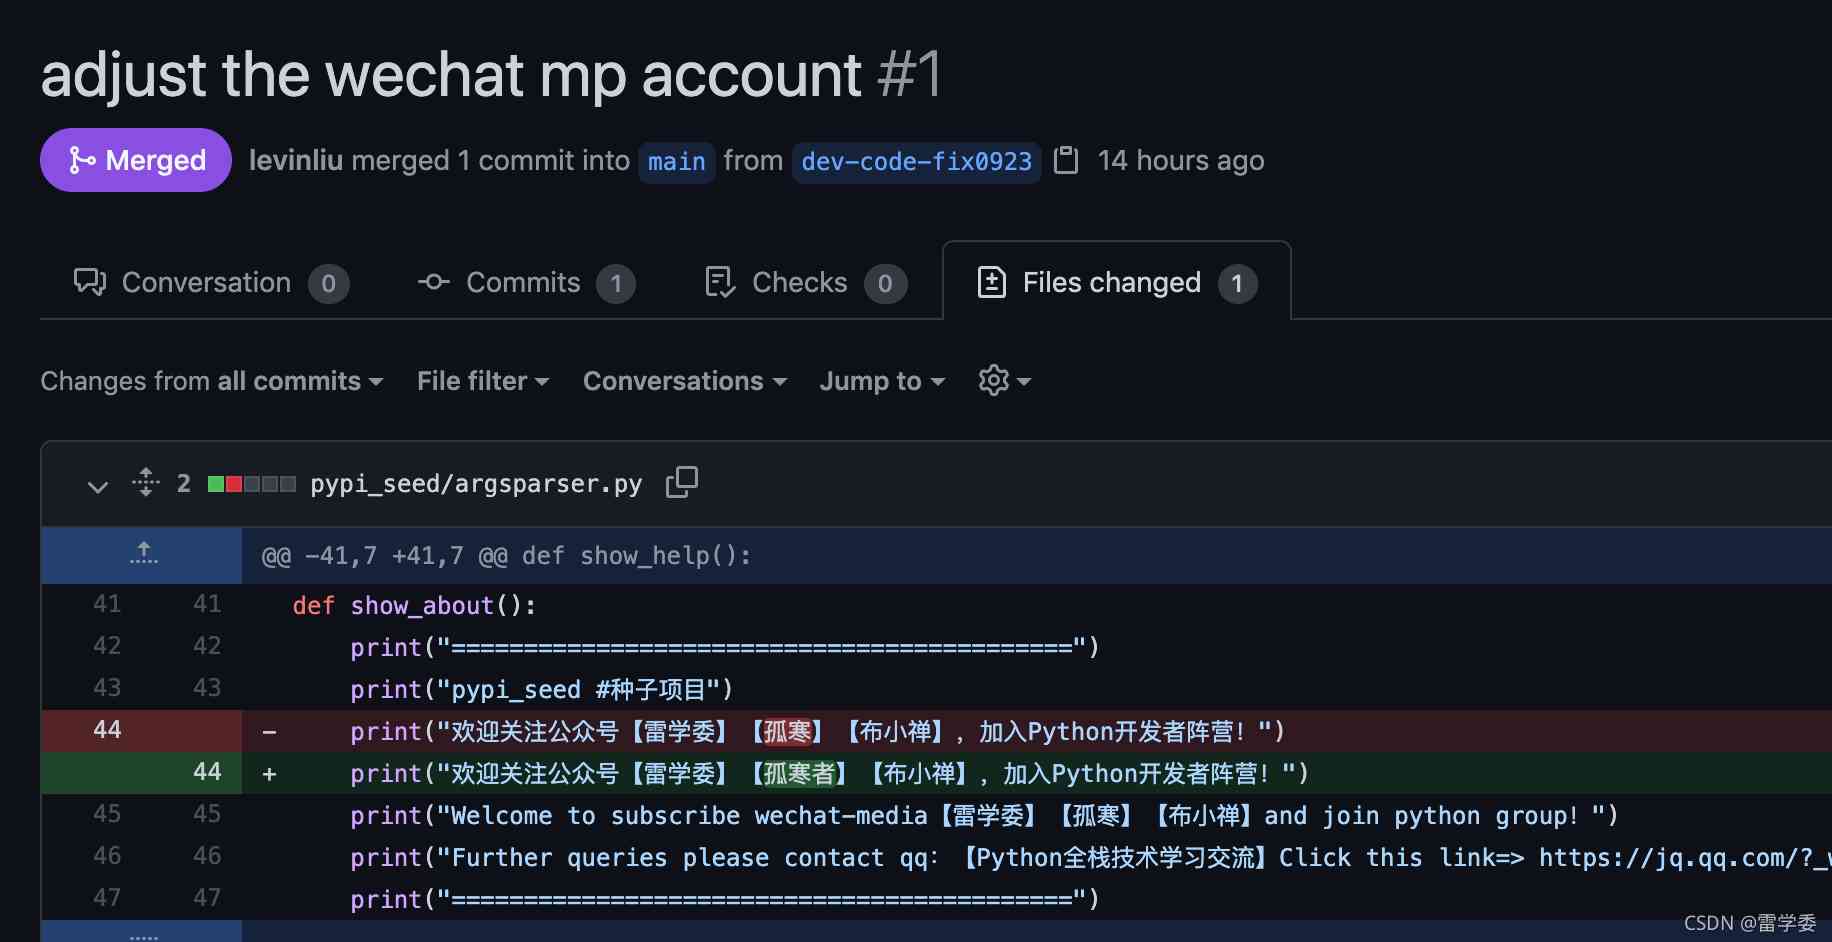 adjust the wechat mp account #1
Merged levinliu merged 1 commit into main from dev-code-fix0923 14 hours ago
Conversation 0 Commits 1 Checks 0 Files changed 1
Changes from all commits File filter Conversations Jump to
2 pypi_seed/argsparser.py
@@ -41,7 +41,7 @@ def show_help():
41 41 def show_about():
42 42 print("===========================================")
43 43 print("pypi_seed #种子项目")
44 - print("欢迎关注公众号【雷学委】【孤寒】【布小禅】，加入Python开发者阵营！")
44 + print("欢迎关注公众号【雷学委】【孤寒者】【布小禅】，加入Python开发者阵营！")
45 45 print("Welcome to subscribe wechat-media【雷学委】【孤寒】【布小禅】and join python group！")
46 46 print("Further queries please contact qq：【Python全栈技术学习交流】Click this link=> https://jq.qq.com/?_
47 47 print("===========================================")
CSDN @雷学委